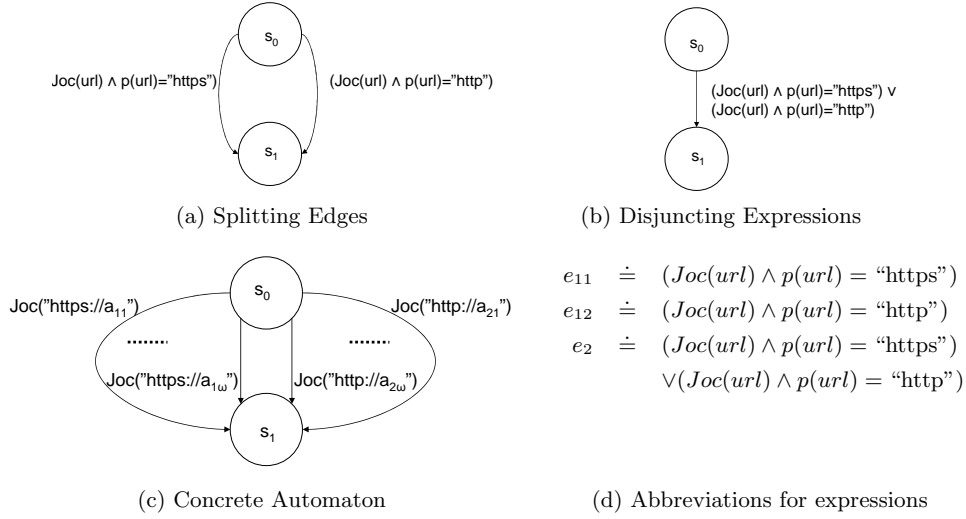 s0
Joc(url) ∧ p(url)="https")
(Joc(url) ∧ p(url)="http")
s1
(a) Splitting Edges
s0
(Joc(url) ∧ p(url)="https") ∨
(Joc(url) ∧ p(url)="http")
s1
(b) Disjuncting Expressions
s0
Joc("https://a11")
Joc("http://a21")
Joc("https://a1ω")
Joc("http://a2ω")
s1
(c) Concrete Automaton
e11 ≐ (Joc(url) ∧ p(url) = “https”)
e12 ≐ (Joc(url) ∧ p(url) = “http”)
e2 ≐ (Joc(url) ∧ p(url) = “https”)
∨(Joc(url) ∧ p(url) = “http”)
(d) Abbreviations for expressions